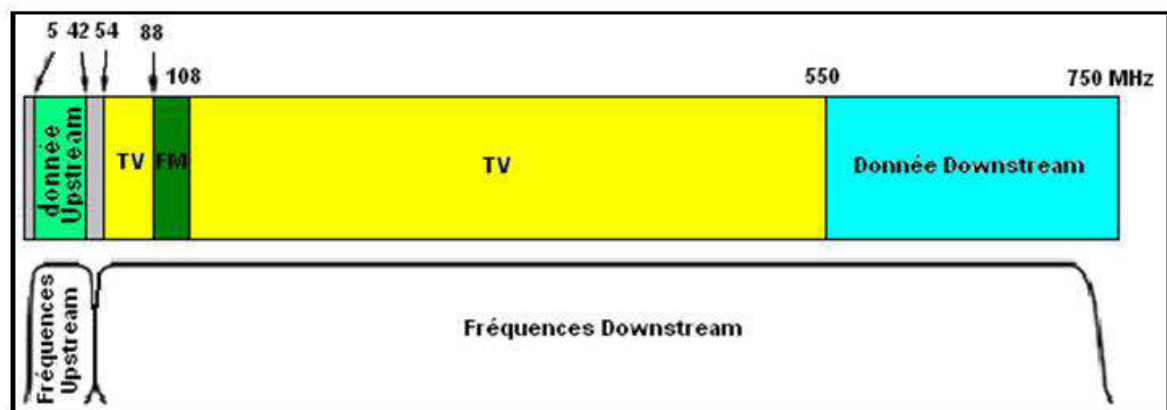 5 42 54 88
108 550 750 MHz
donnée
Upstream
TV FM TV Donnée Downstream
Fréquences
Upstream
Fréquences Downstream